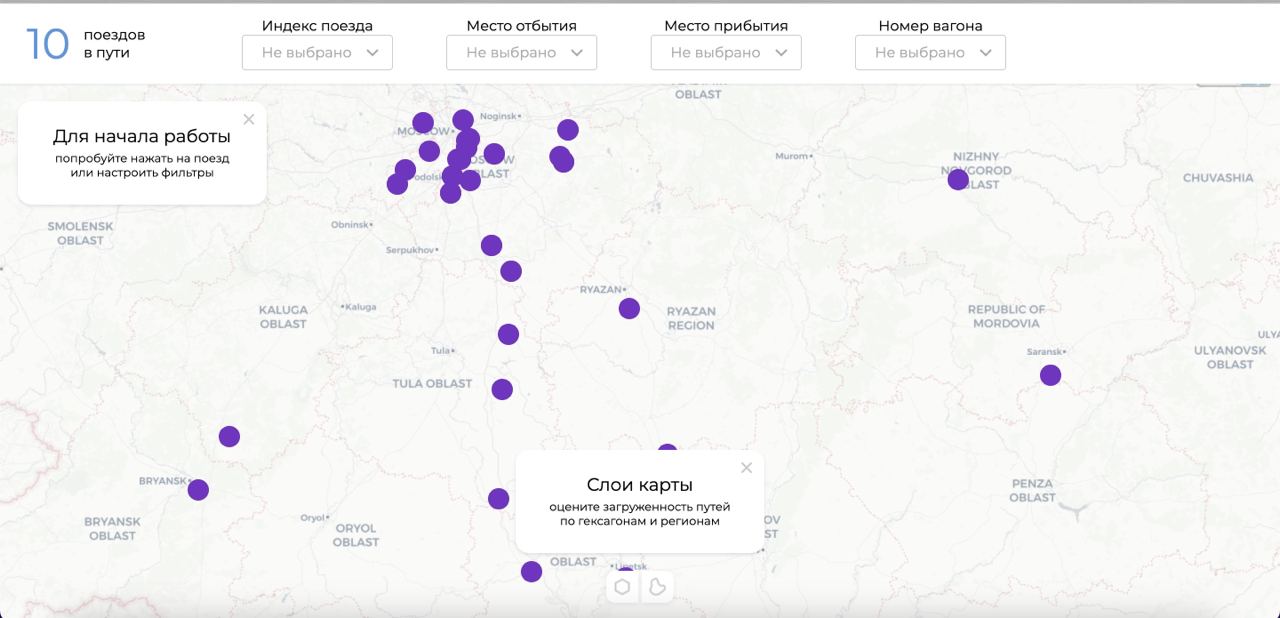 10
поездов
в пути
Индекс поезда
Не выбрано
Место отбытия
Не выбрано
Место прибытия
Не выбрано
Номер вагона
Не выбрано
Для начала работы
попробуйте нажать на поезд
или настроить фильтры
OBLAST
MOSCOW
Noginsk
Murom
NIZHNY
NOVGOROD
OBLAST
CHUVASHIA
SMOLENSK
OBLAST
Obninsk
Serpukhov
KALUGA
OBLAST
Kaluga
RYAZAN
RYAZAN
REGION
REPUBLIC OF
MORDOVIA
Saransk
ULYANOVSK
OBLAST
Tula
TULA OBLAST
BRYANSK
BRYANSK
OBLAST
Oryol
ORYOL
OBLAST
PENZA
OBLAST
Слои карты
оцените загруженность путей
по гексагонам и регионам
OBLAST
Lipetsk